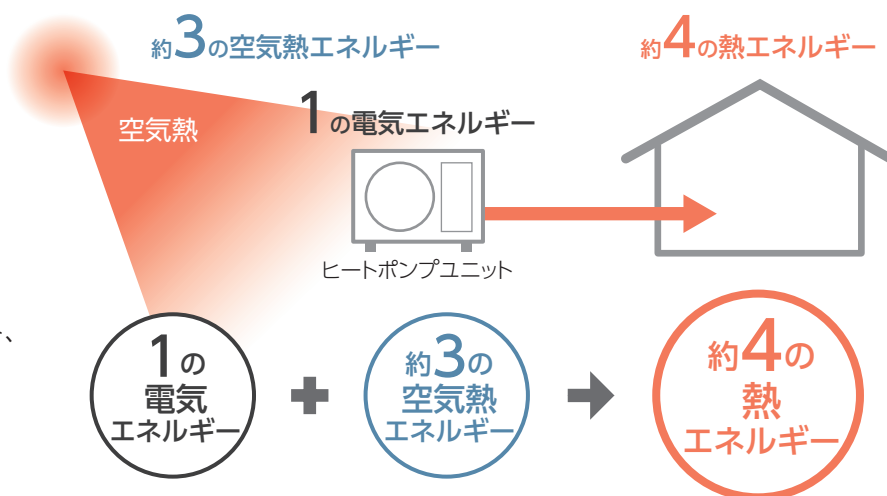 約3の空気熱エネルギー
約4の熱エネルギー
空気熱
1の電気エネルギー
ヒートポンプユニット
、
1の
電気
エネルギー
+
約3の
空気熱
エネルギー
約4の
熱
エネルギー